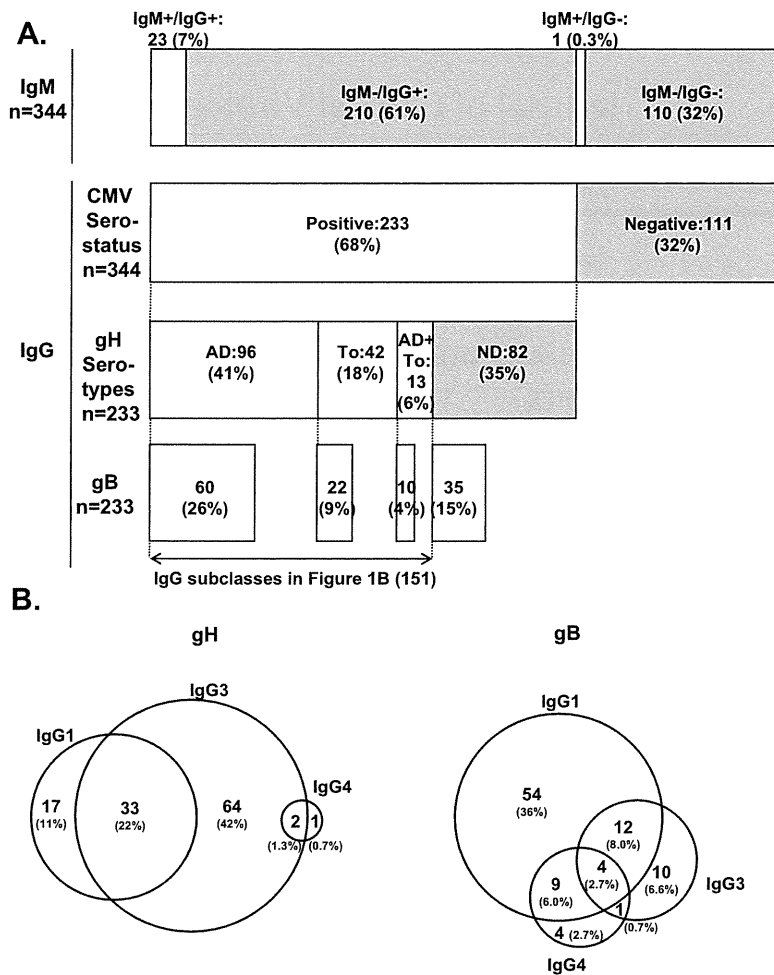 A.
IgM+/IgG+:
23 (7%)
IgM+/IgG-:
1 (0.3%)
IgM
n=344
IgM-/IgG+:
210 (61%)
IgM-/IgG-:
110 (32%)
IgG
CMV
Sero-
status
n=344
Positive:233
(68%)
Negative:111
(32%)
gH
Sero-
types
n=233
AD:96
(41%)
To:42
(18%)
AD+
To:
13
(6%)
ND:82
(35%)
gB
n=233
60
(26%)
22
(9%)
10
(4%)
35
(15%)
IgG subclasses in Figure 1B (151)
B.
gH
IgG3
IgG1
IgG4
17
(11%)
33
(22%)
64
(42%)
2
(1.3%)
1
(0.7%)
gB
IgG1
54
(36%)
12
(8.0%)
4
(2.7%)
9
(6.0%)
10
(6.6%)
IgG3
1
(0.7%)
4 (2.7%)
IgG4